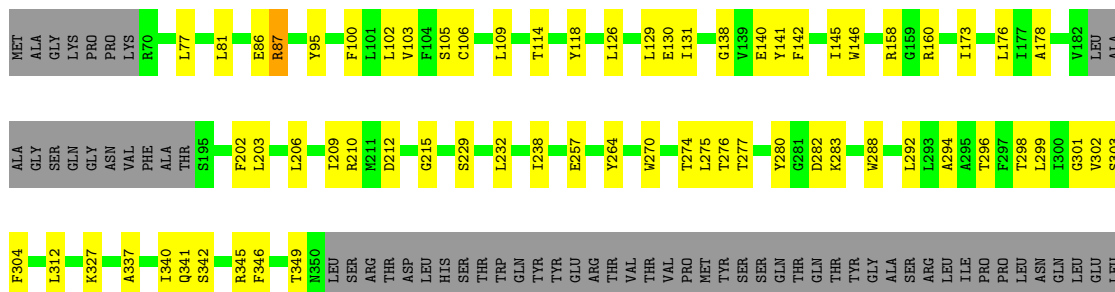 MET ALA GLY LYS PRO PRO LYS R70 L77 L81 E86 R87 Y95 F100 L101 L102 V103 F104 S105 C106 L109 T114 Y118 L126 L129 E130 I131 G138 V139 E140 Y141 F142 I145 W146 R158 G159 R160 I173 L176 I177 A178 V182 LEU ALA
ALA GLY SER GLN GLY ASN VAL PHE ALA THR S195 F202 L203 L206 I209 R210 M211 D212 G215 S229 L232 I238 E257 Y264 W270 T274 L275 T276 T277 Y280 G281 D282 K283 W288 L292 L293 A294 A295 T296 F297 T298 L299 I300 G301 V302 S303
F304 L312 K327 A337 I340 Q341 S342 R345 F346 T349 N350 LEU SER ARG THR ASP LEU HIS SER THR TRP GLN TYR TYR GLU ARG THR VAL THR VAL PRO MET TYR SER SER GLN THR GLN THR TYR GLY ALA SER ARG LEU ILE PRO PRO LEU ASN GLN LEU GLU LEU